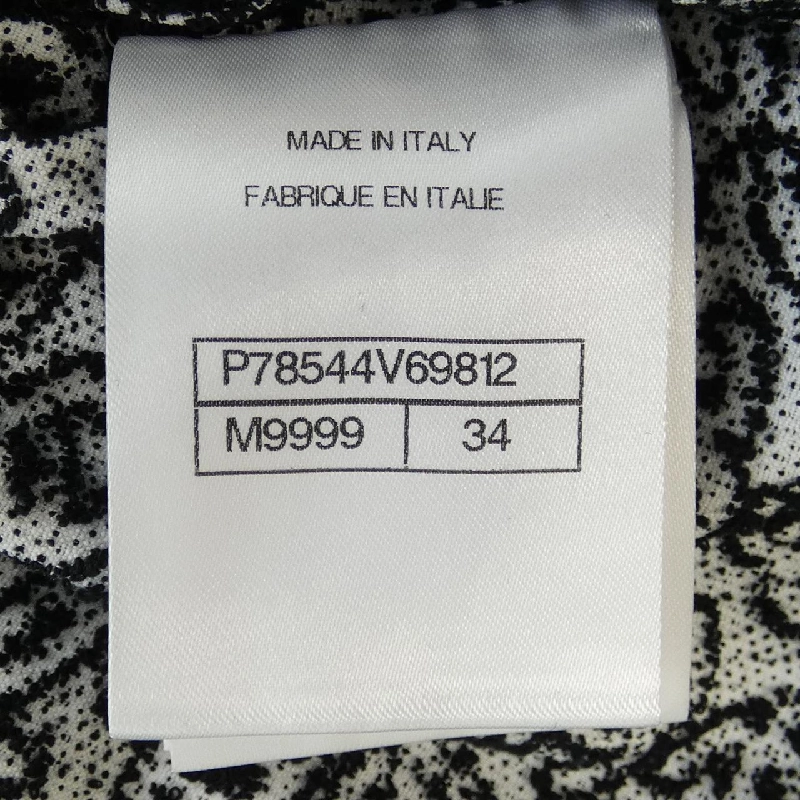 MADE IN ITALY
FABRIQUE EN ITALIE
P78544V69812
M9999 34